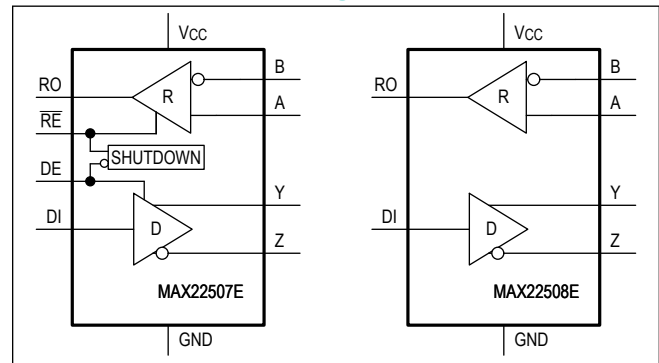 VCC
B
RO
R
A
RE
SHUTDOWN
DE
Y
DI
D
Z
MAX22507E
GND
VCC
B
RO
R
A
Y
DI
D
Z
MAX22508E
GND